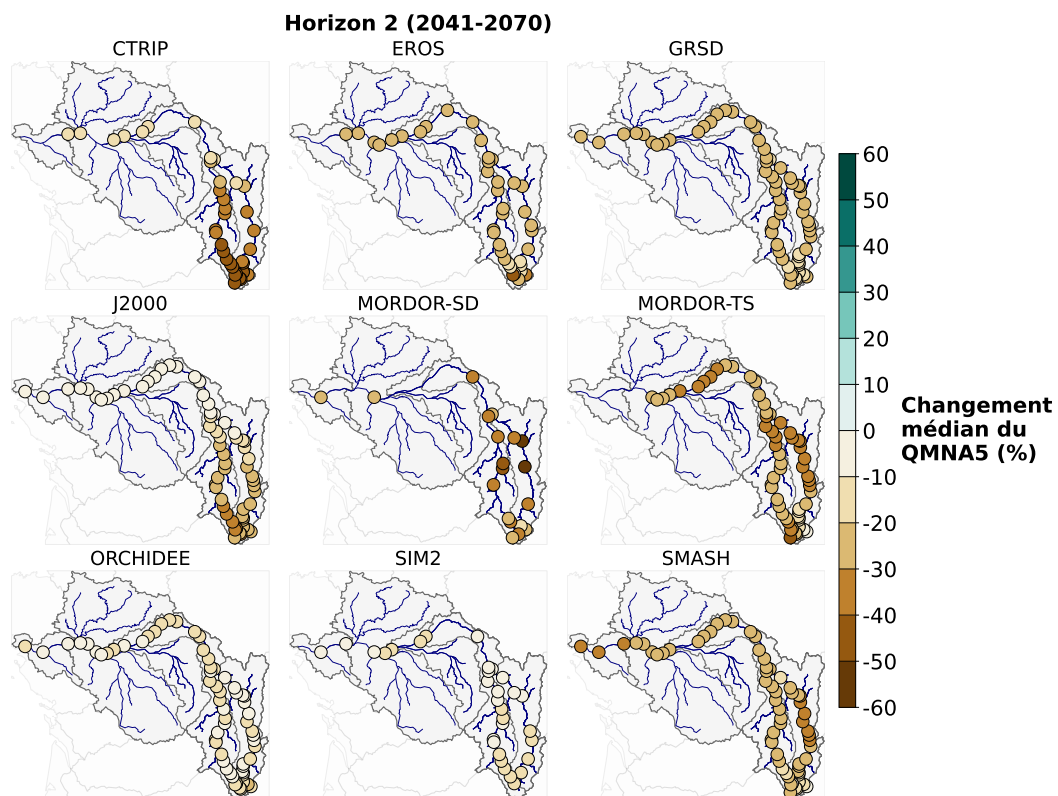 Horizon 2 (2041-2070)
CTRIP
EROS
GRSD
J2000
MORDOR-SD
MORDOR-TS
ORCHIDEE
SIM2
SMASH
60
50
40
30
20
10
0
-10
-20
-30
-40
-50
-60
Changement
médian du
QMNA5 (%)